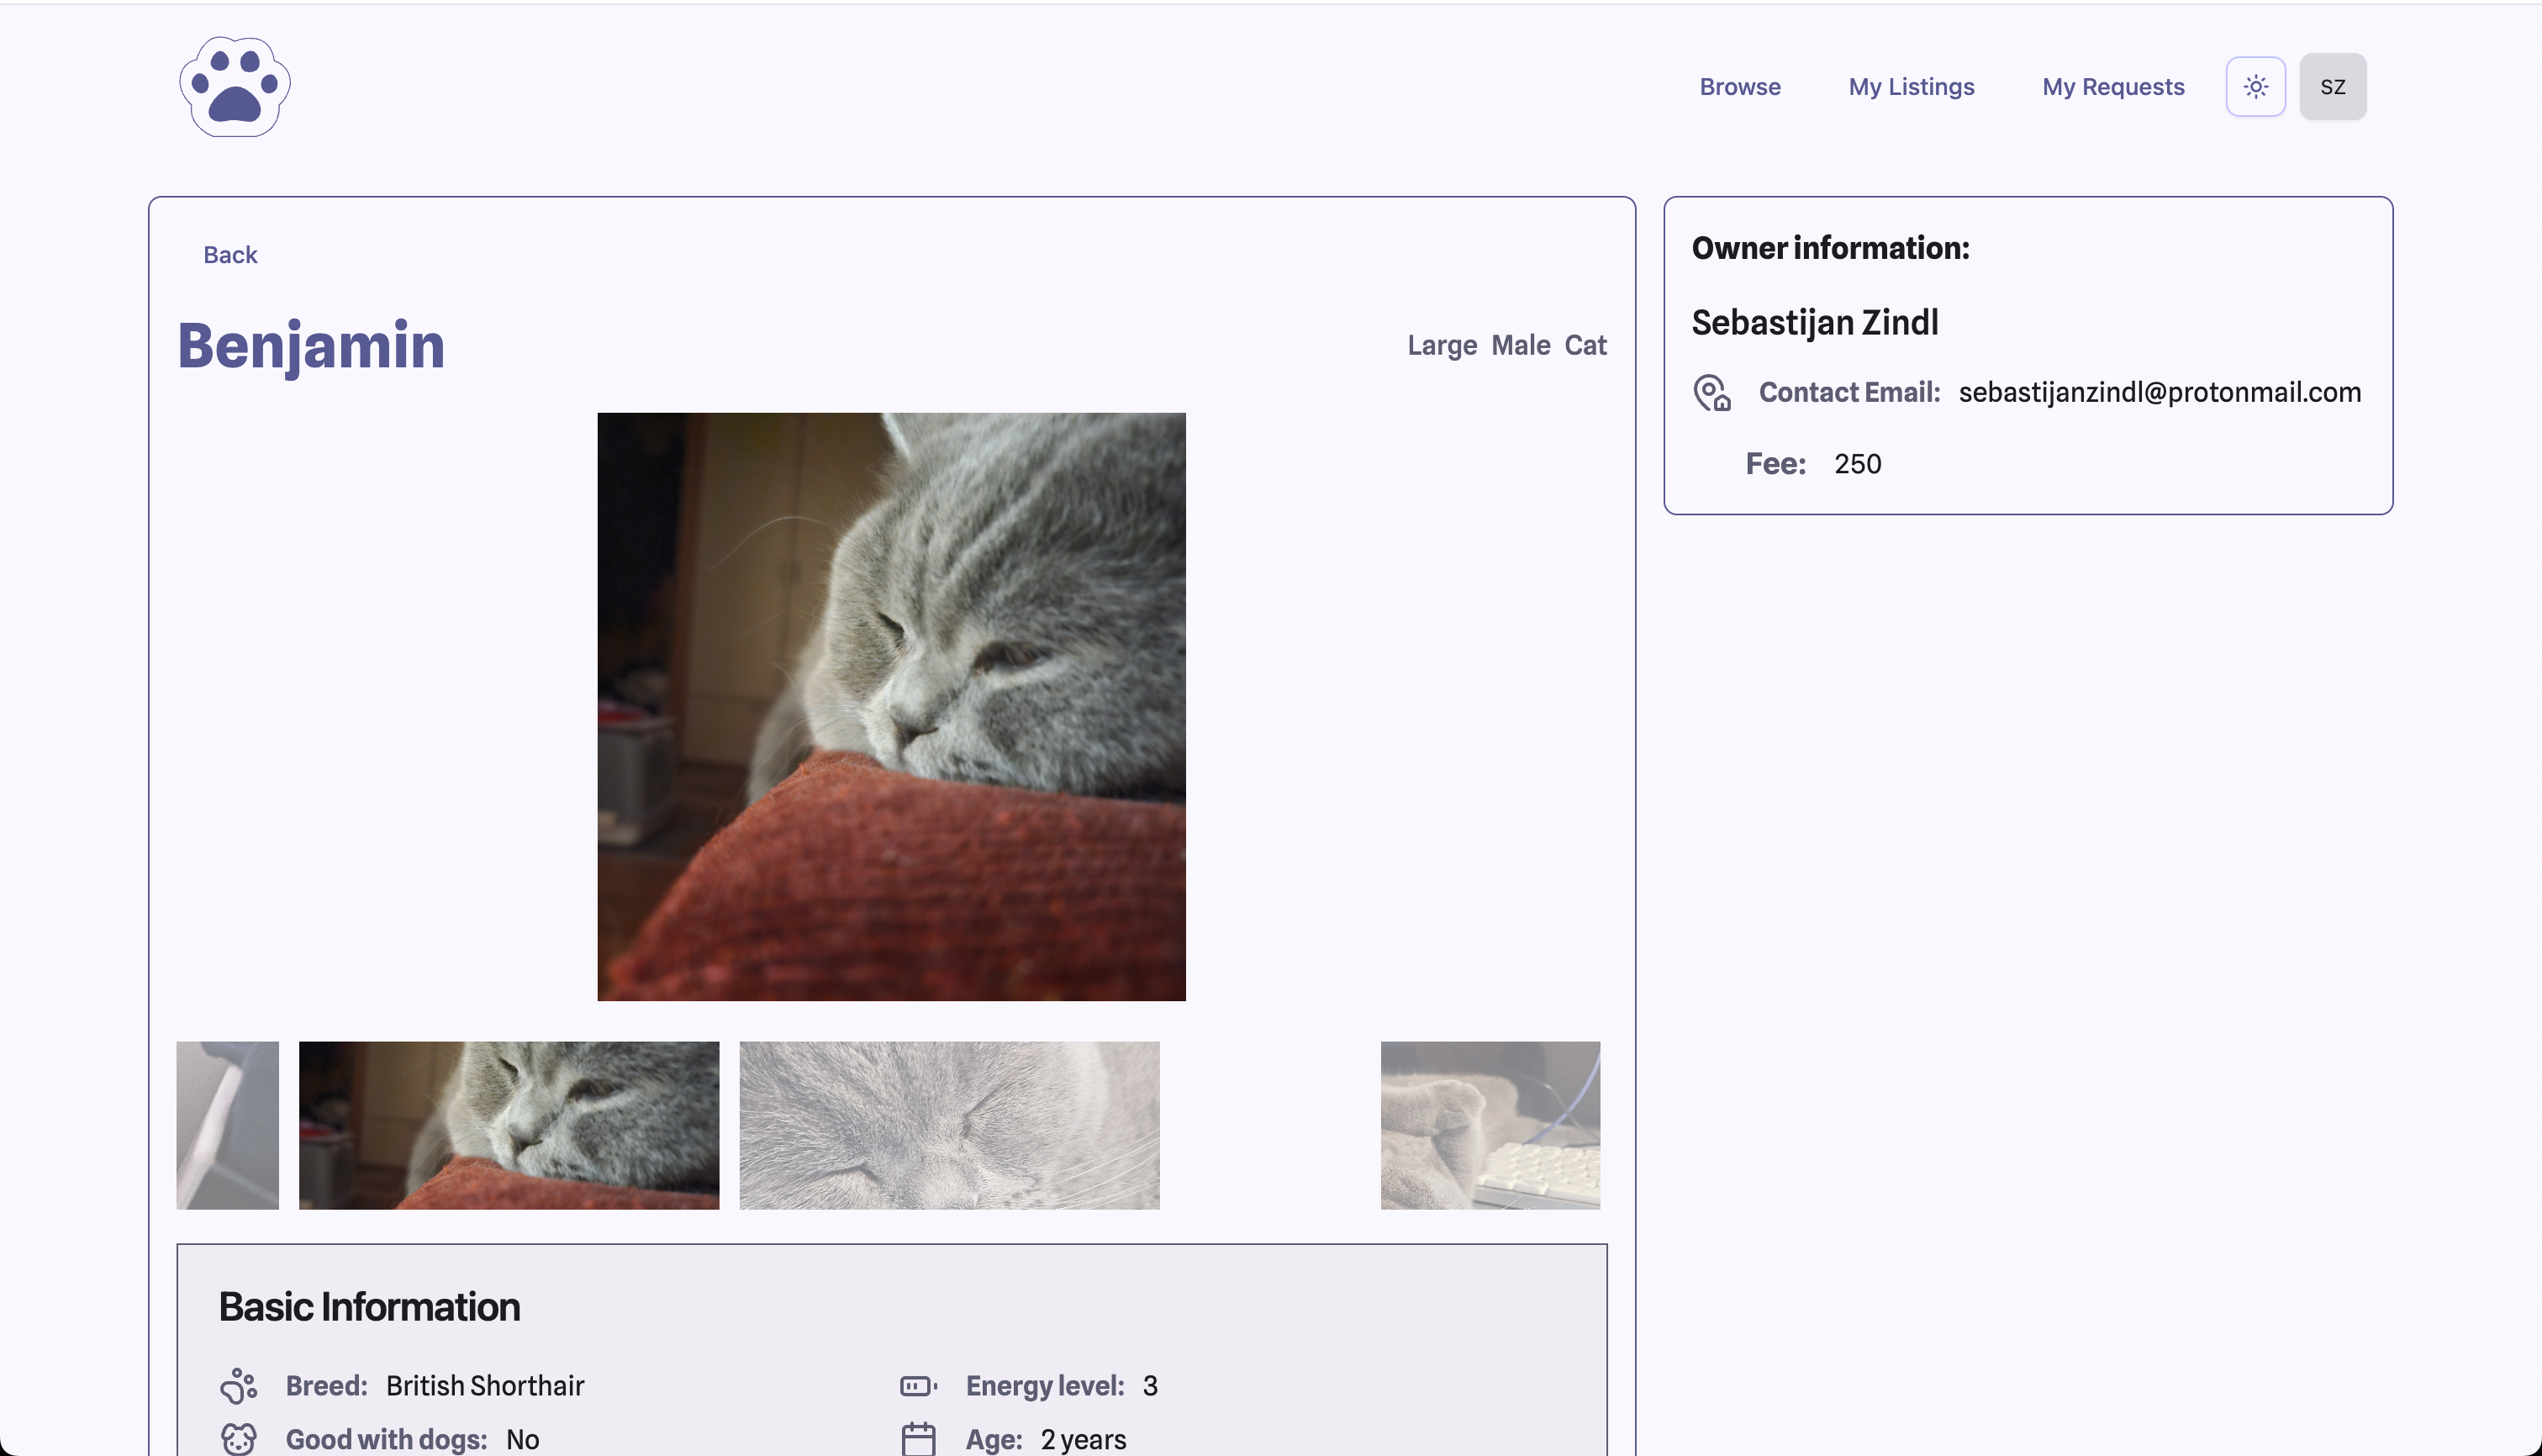 Browse My Listings My Requests SZ
Back
Benjamin
Large Male Cat
Owner information:
Sebastijan Zindl
Contact Email: sebastijanzindl@protonmail.com
Fee: 250
Basic Information
Breed: British Shorthair
Energy level: 3
Good with dogs: No
Age: 2 years